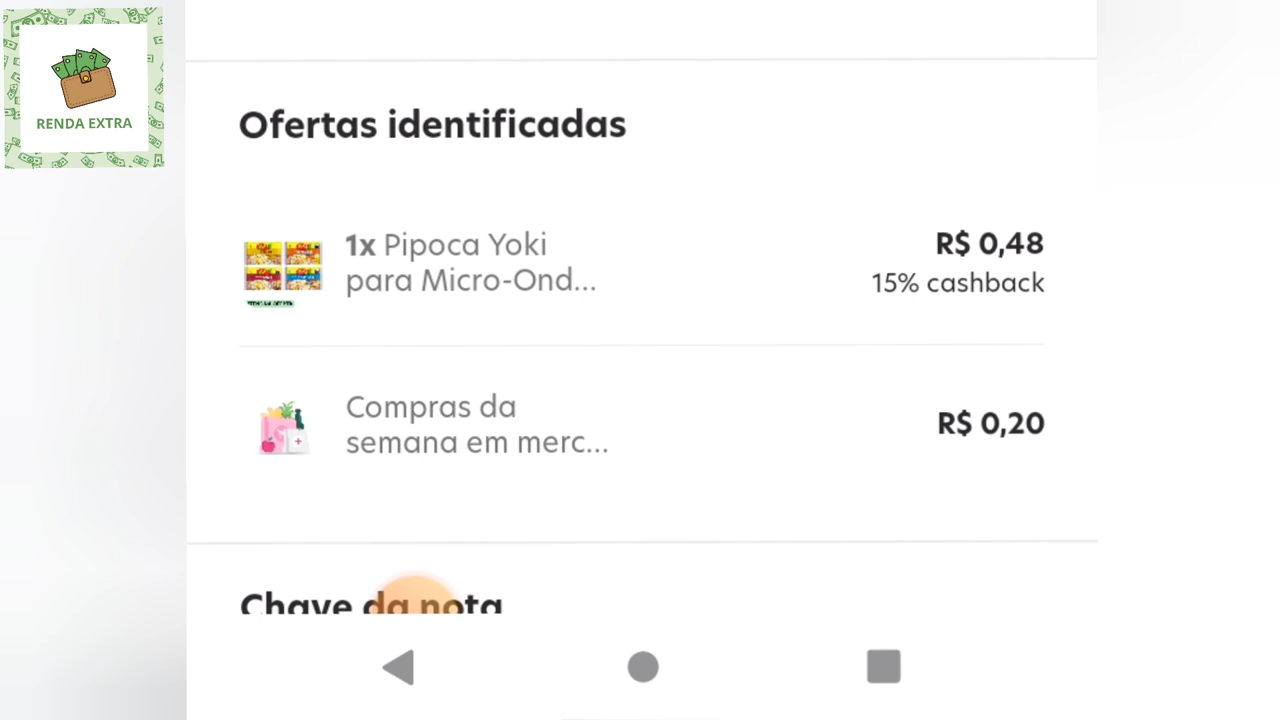 RENDA EXTRA
Ofertas identificadas
1x Pipoca Yoki
para Micro-Ond...
R$ 0,48
15% cashback
Compras da
semana em merc...
R$ 0,20
Chave da nota